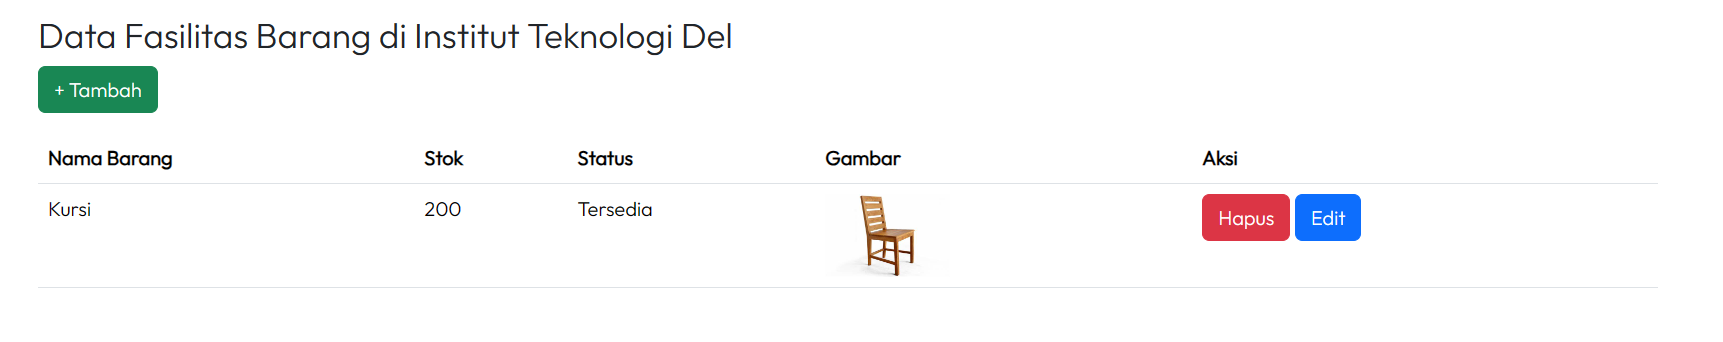 Data Fasilitas Barang di Institut Teknologi Del
+ Tambah
Nama Barang Stok Status Gambar Aksi
Kursi 200 Tersedia Hapus Edit